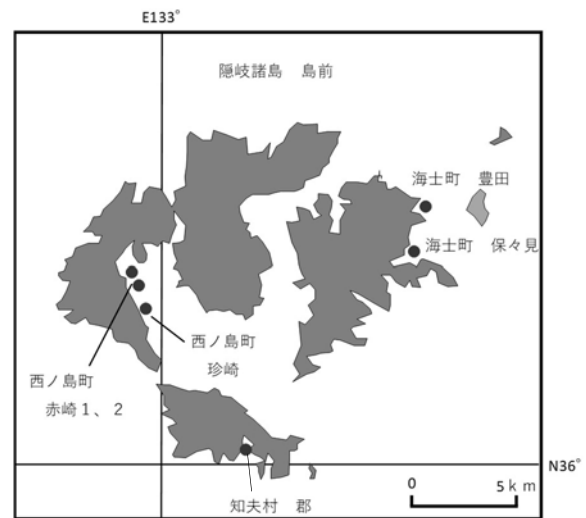 E133°
隠岐諸島　島前
海士町　豊田
海士町　保々見
西ノ島町
珍崎
西ノ島町
赤崎１、２
N36°
0
5ｋｍ
知夫村　郡